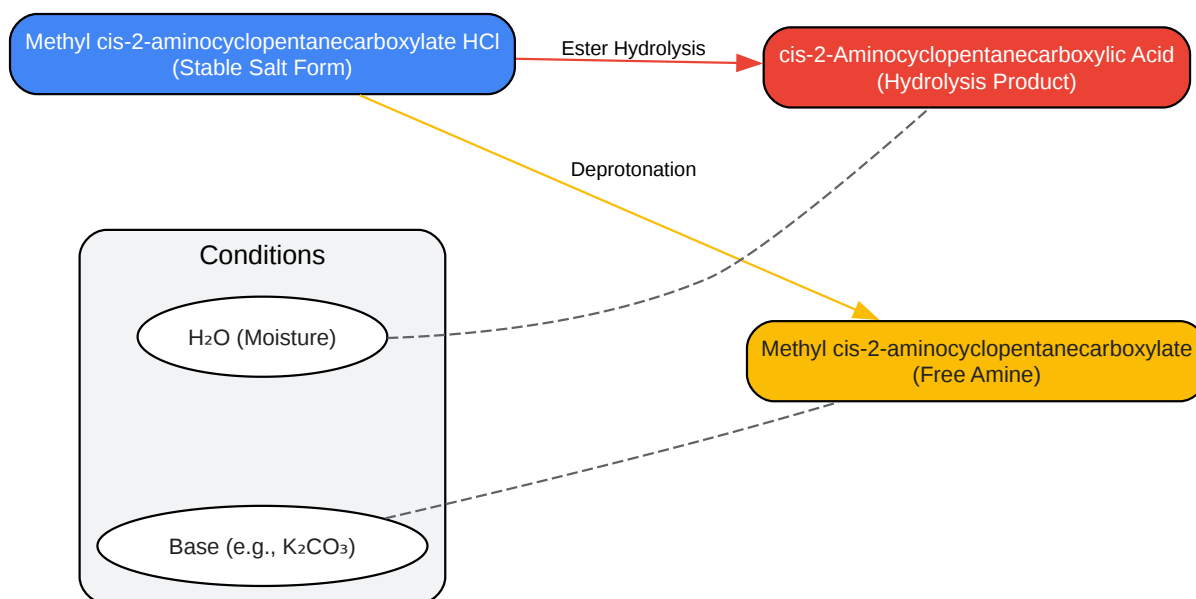 Methyl cis-2-aminocyclopentanecarboxylate HCl
(Stable Salt Form)
Ester Hydrolysis
cis-2-Aminocyclopentanecarboxylic Acid
(Hydrolysis Product)
Deprotonation
Conditions
H₂O (Moisture)
Methyl cis-2-aminocyclopentanecarboxylate
(Free Amine)
Base (e.g., K₂CO₃)